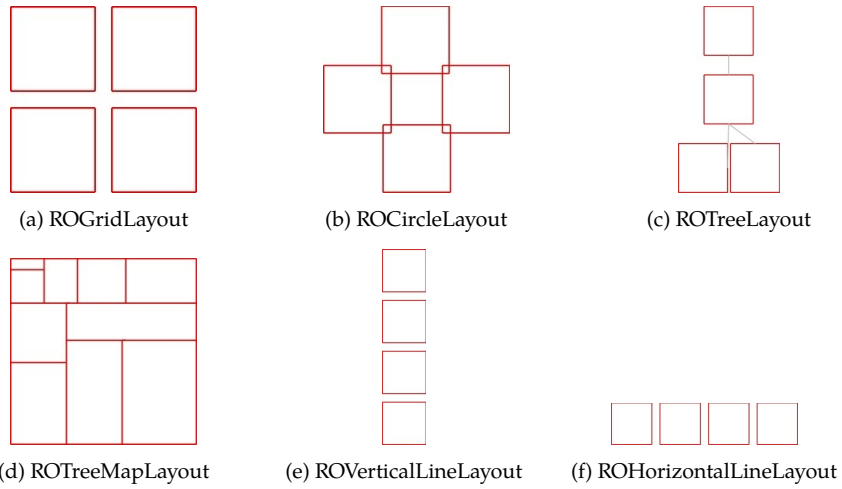 (a) ROGridLayout
(b) ROCircleLayout
(c) ROTreeLayout
(d) ROTreeMapLayout
(e) ROVerticalLineLayout
(f) ROHorizontalLineLayout